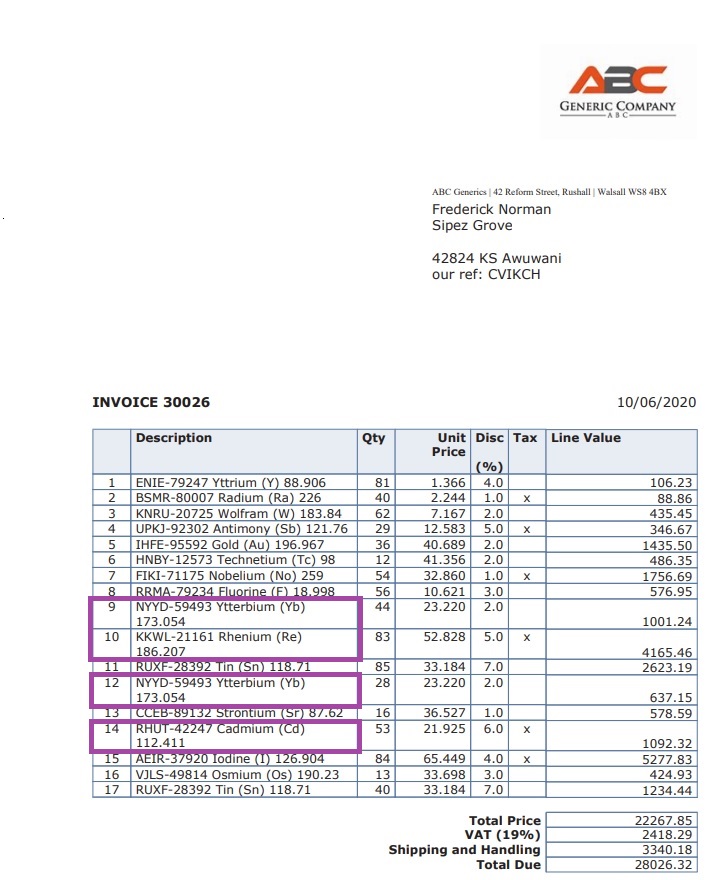 ABC
GENERIC COMPANY
ABC
ABC Generics | 42 Reform Street, Rushall | Walsall WS8 4BX
Frederick Norman
Sipez Grove
42824 KS Awuwani
our ref: CVIKCH
INVOICE 30026 10/06/2020
Description Qty Unit Price Disc (%) Tax Line Value
1 ENIE-79247 Yttrium (Y) 88.906 81 1.366 4.0 106.23
2 BSMR-80007 Radium (Ra) 226 40 2.244 1.0 x 88.86
3 KNRU-20725 Wolfram (W) 183.84 62 7.167 2.0 435.45
4 UPKJ-92302 Antimony (Sb) 121.76 29 12.583 5.0 x 346.67
5 IHFE-95592 Gold (Au) 196.967 36 40.689 2.0 1435.50
6 HNBY-12573 Technetium (Tc) 98 12 41.356 2.0 486.35
7 FIKI-71175 Nobelium (No) 259 54 32.860 1.0 x 1756.69
8 RRMA-79234 Fluorine (F) 18.998 56 10.621 3.0 576.95
9 NYYD-59493 Ytterbium (Yb) 44 23.220 2.0
173.054 1001.24
10 KKWL-21161 Rhenium (Re) 83 52.828 5.0 x
186.207 4165.46
11 RUXF-28392 Tin (Sn) 118.71 85 33.184 7.0 2623.19
12 NYYD-59493 Ytterbium (Yb) 28 23.220 2.0
173.054 637.15
13 CCEB-89132 Strontium (Sr) 87.62 16 36.527 1.0 578.59
14 RHUT-42247 Cadmium (Cd) 53 21.925 6.0 x
112.411 1092.32
15 AEIR-37920 Iodine (I) 126.904 84 65.449 4.0 x 5277.83
16 VJLS-49814 Osmium (Os) 190.23 13 33.698 3.0 424.93
17 RUXF-28392 Tin (Sn) 118.71 40 33.184 7.0 1234.44
Total Price 22267.85
VAT (19%) 2418.29
Shipping and Handling 3340.18
Total Due 28026.32